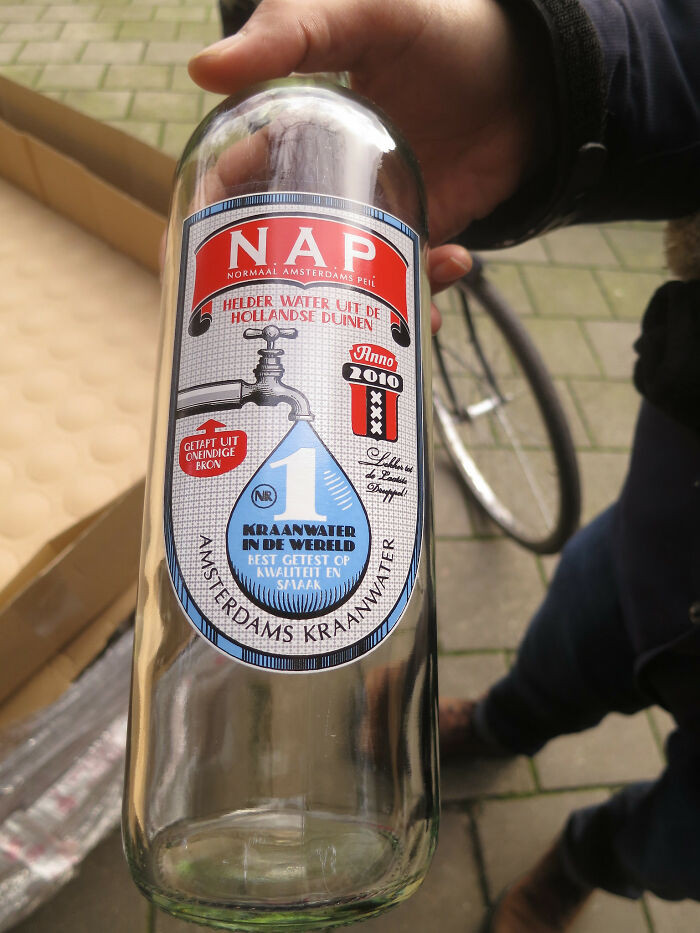 N.A.P.
NORMAAL AMSTERDAMS PEIL
HELDER WATER UIT DE
HOLLANDSE DUINEN
Anno
2010
XXX
GETAPT UIT
ONEINDIGE
BRON
Lekker tot
de Laatste
Druppel!
NR
1
KRAANWATER
IN DE WERELD
BEST GETEST OP
KWALITEIT EN
SMAAK
AMSTERDAMS KRAANWATER